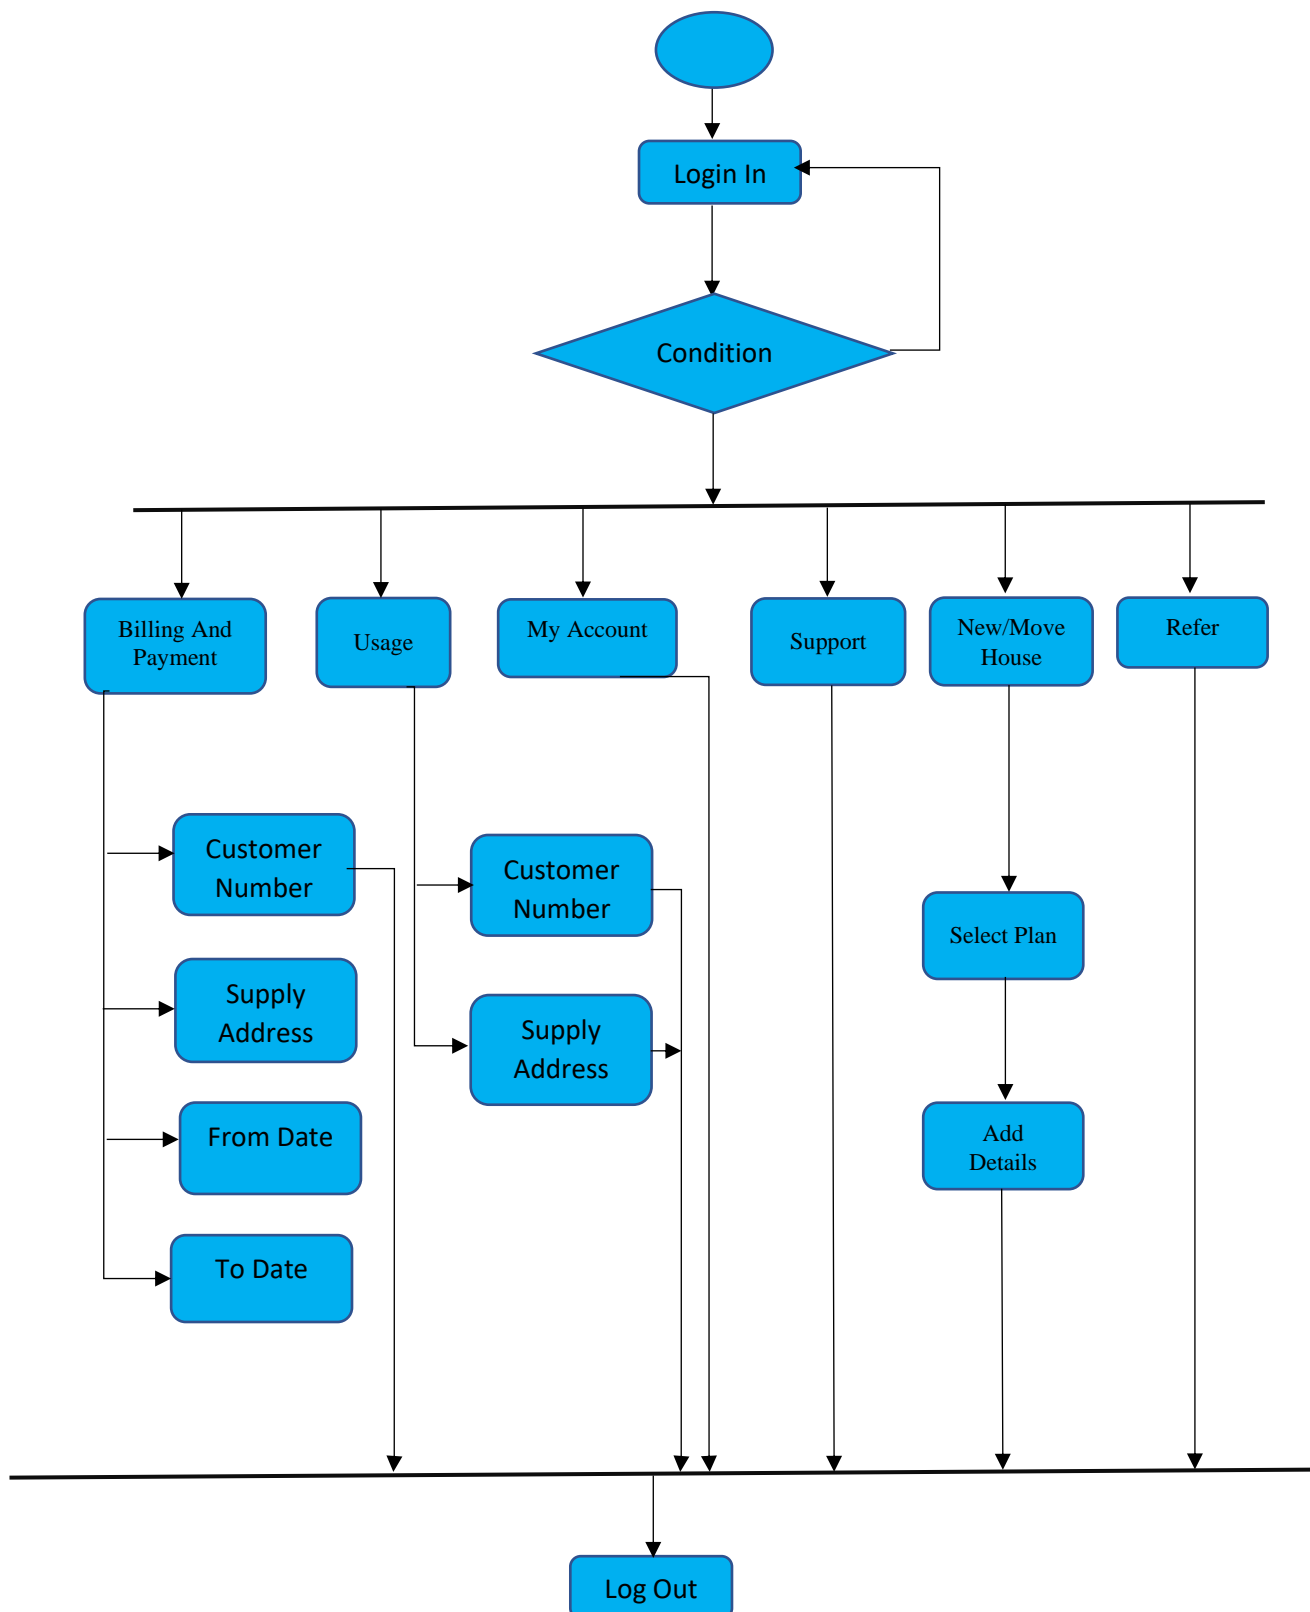 Login In
Condition
Billing And
Payment
Usage
My Account
Support
New/Move
House
Refer
Customer
Number
Supply
Address
From Date
To Date
Customer
Number
Supply
Address
Select Plan
Add
Details
Log Out